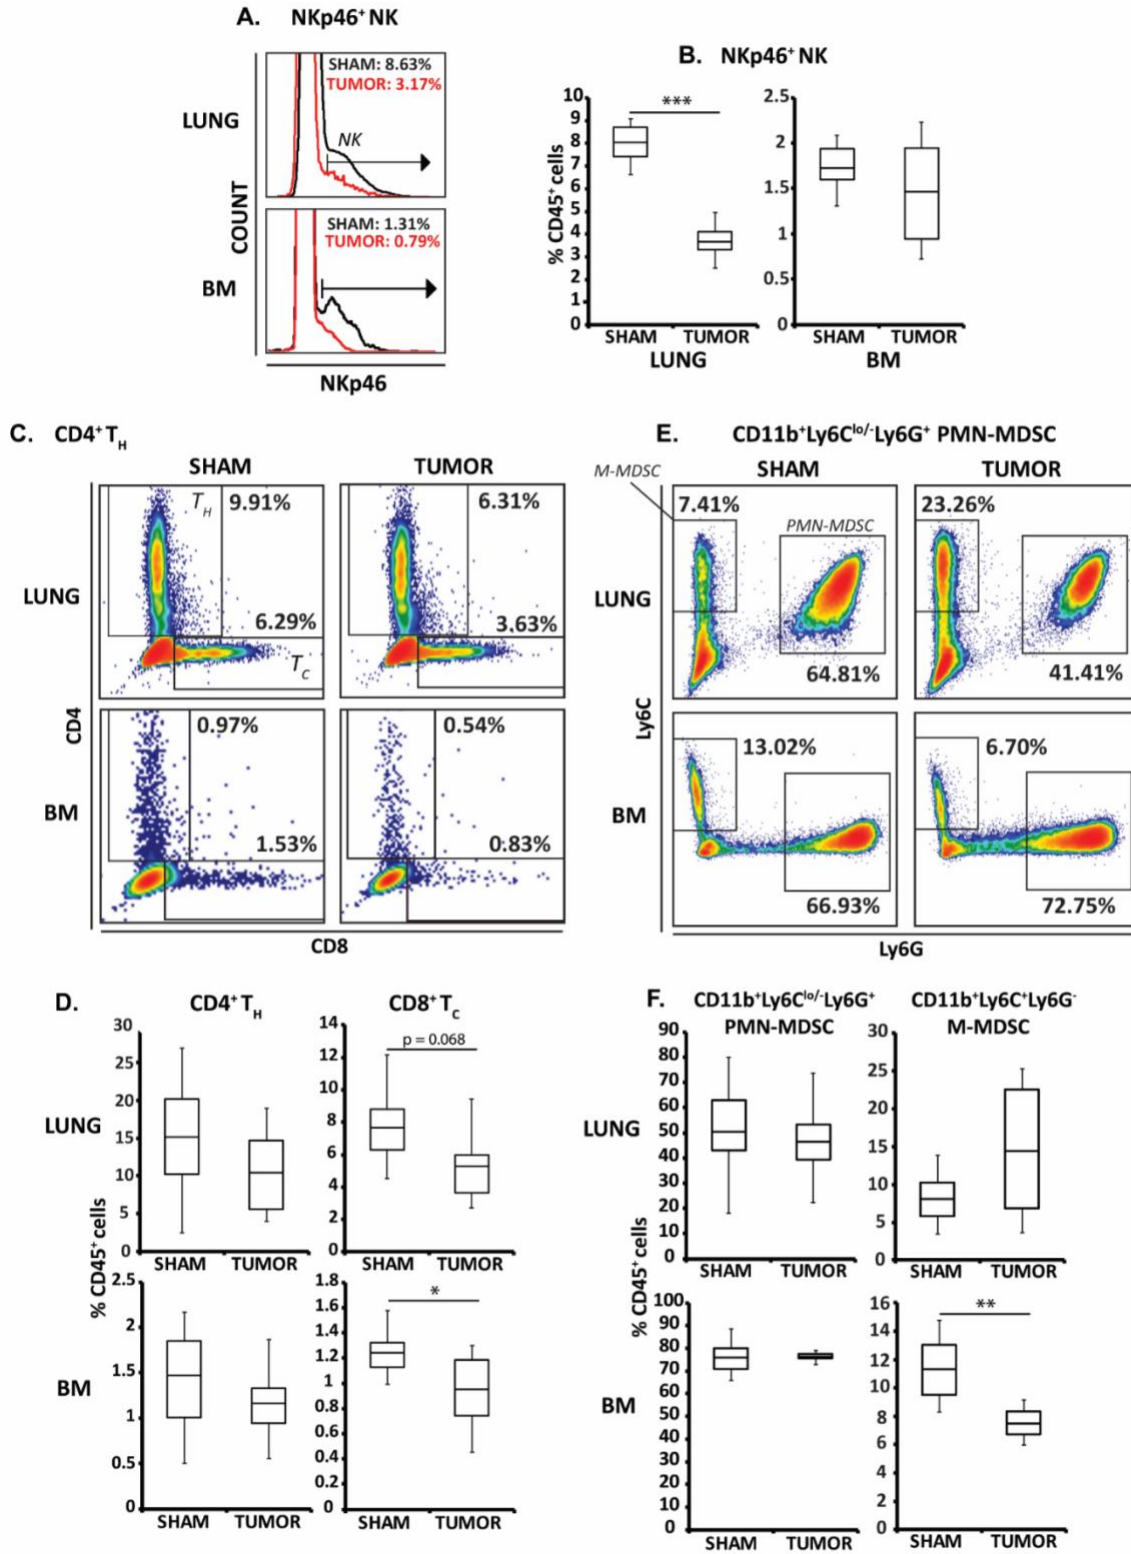 A. NKp46⁺ NK
LUNG
SHAM: 8.63%
TUMOR: 3.17%
NK
COUNT
BM
SHAM: 1.31%
TUMOR: 0.79%
NKp46
B. NKp46⁺ NK
% CD45⁺ cells
10
9
8
7
6
5
4
3
2
1
0
***
SHAM TUMOR
LUNG
2.5
2
1.5
1
0.5
0
SHAM TUMOR
BM
C. CD4⁺ T_H
SHAM TUMOR
LUNG
T_H 9.91%
6.29%
T_C
6.31%
3.63%
CD4
BM
0.97%
1.53%
0.54%
0.83%
CD8
E. CD11b⁺Ly6C^lo/-Ly6G⁺ PMN-MDSC
M-MDSC
SHAM TUMOR
LUNG
7.41%
PMN-MDSC
64.81%
23.26%
41.41%
Ly6C
BM
13.02%
66.93%
6.70%
72.75%
Ly6G
D. CD4⁺ T_H CD8⁺ T_C
LUNG
% CD45⁺ cells
30
25
20
15
10
5
0
SHAM TUMOR
14
12
10
8
6
4
2
0
p = 0.068
SHAM TUMOR
BM
2.5
2
1.5
1
0.5
0
SHAM TUMOR
1.8
1.6
1.4
1.2
1
0.8
0.6
0.4
0.2
0
*
SHAM TUMOR
F. CD11b⁺Ly6C^lo/-Ly6G⁺ CD11b⁺Ly6C⁺Ly6G⁻
PMN-MDSC M-MDSC
LUNG
% CD45⁺ cells
90
80
70
60
50
40
30
20
10
0
SHAM TUMOR
30
25
20
15
10
5
0
SHAM TUMOR
BM
100
90
80
70
60
50
40
30
20
10
0
SHAM TUMOR
16
14
12
10
8
6
4
2
0
**
SHAM TUMOR